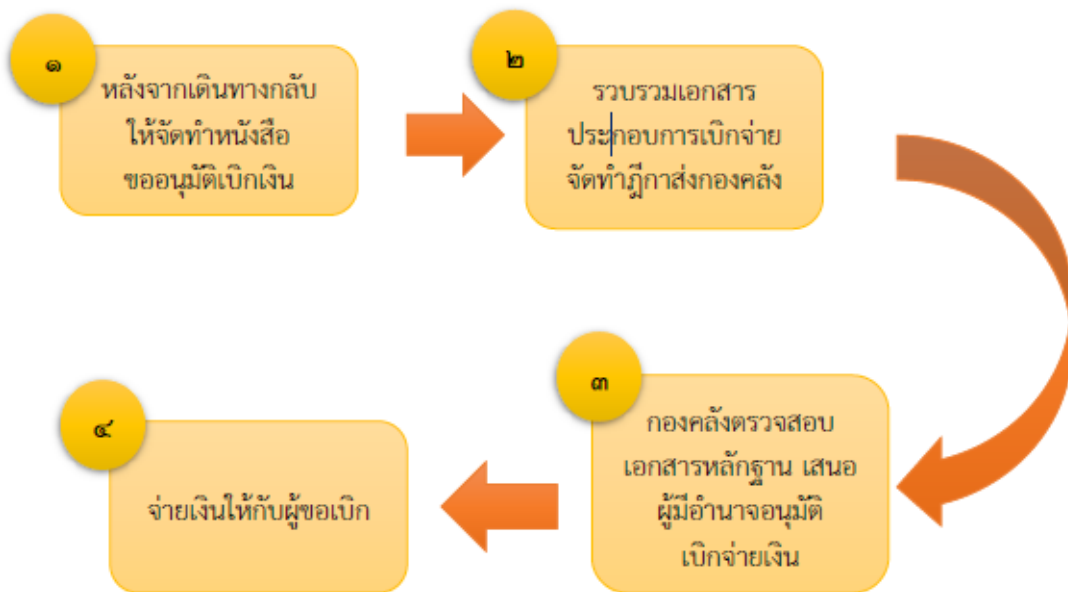 ๑
หลังจากเดินทางกลับ
ให้จัดทำหนังสือ
ขออนุมัติเบิกเงิน
๒
รวบรวมเอกสาร
ประกอบการเบิกจ่าย
จัดทำฎีกาส่งกองคลัง
๓
กองคลังตรวจสอบ
เอกสารหลักฐาน เสนอ
ผู้มีอำนาจอนุมัติ
เบิกจ่ายเงิน
๔
จ่ายเงินให้กับผู้ขอเบิก